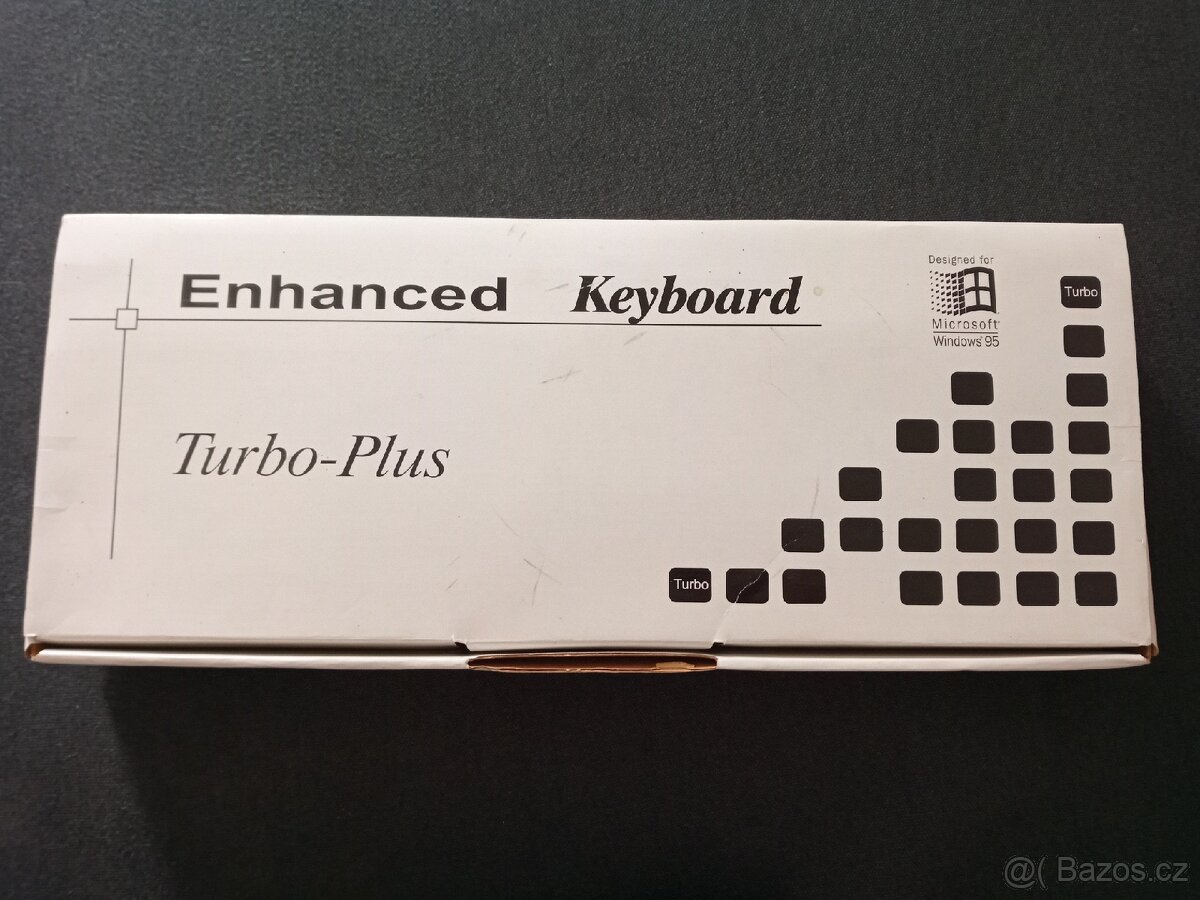 Enhanced Keyboard
Designed for
Microsoft
Windows 95
Turbo
Turbo-Plus
Turbo
@( Bazos.cz